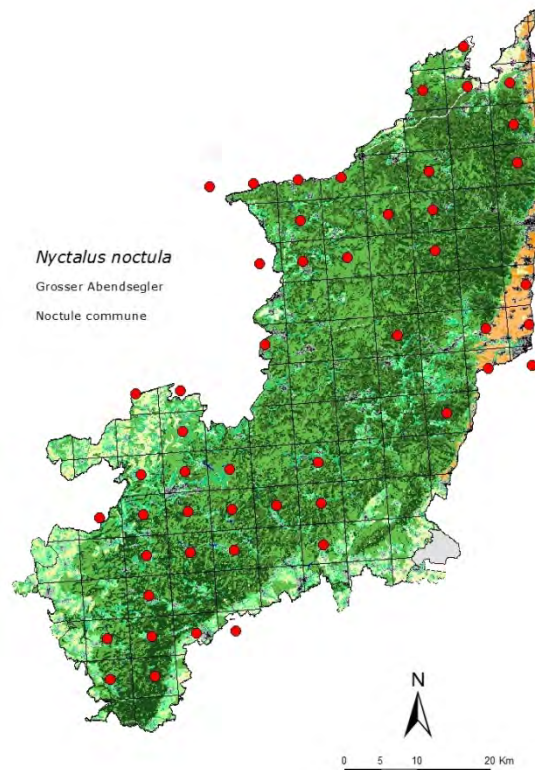 Nyctalus noctula
Grosser Abendsegler
Noctule commune
N
0 5 10 20 Km